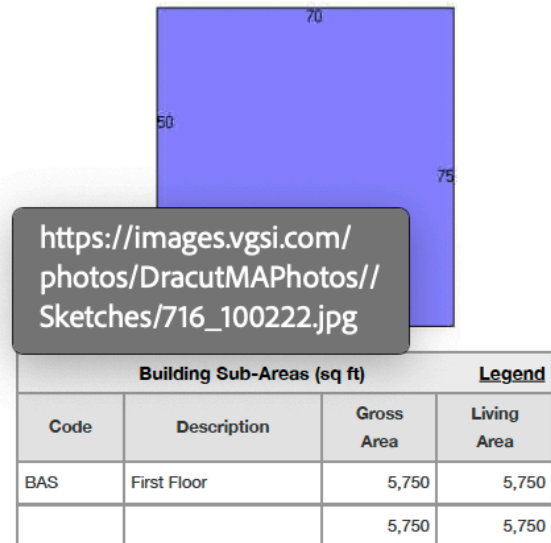 70
50
75
https://images.vgsi.com/
photos/DracutMAPhotos//
Sketches/716_100222.jpg
Building Sub-Areas (sq ft) Legend
Code Description Gross Area Living Area
BAS First Floor 5,750 5,750
5,750 5,750